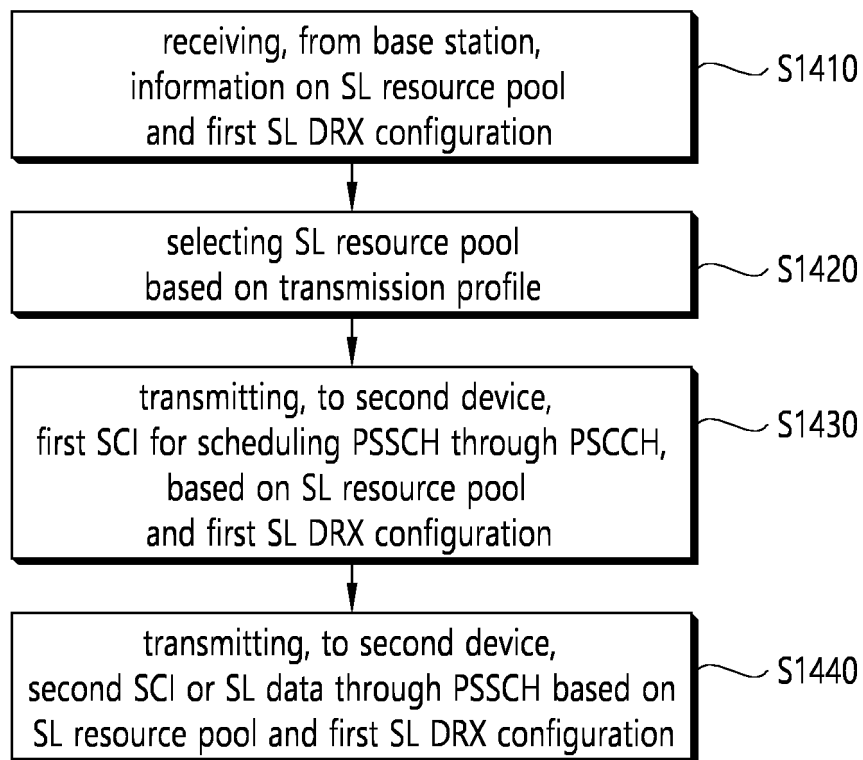 receiving, from base station,
information on SL resource pool
and first SL DRX configuration
S1410
selecting SL resource pool
based on transmission profile
S1420
transmitting, to second device,
first SCI for scheduling PSSCH through PSCCH,
based on SL resource pool
and first SL DRX configuration
S1430
transmitting, to second device,
second SCI or SL data through PSSCH based on
SL resource pool and first SL DRX configuration
S1440